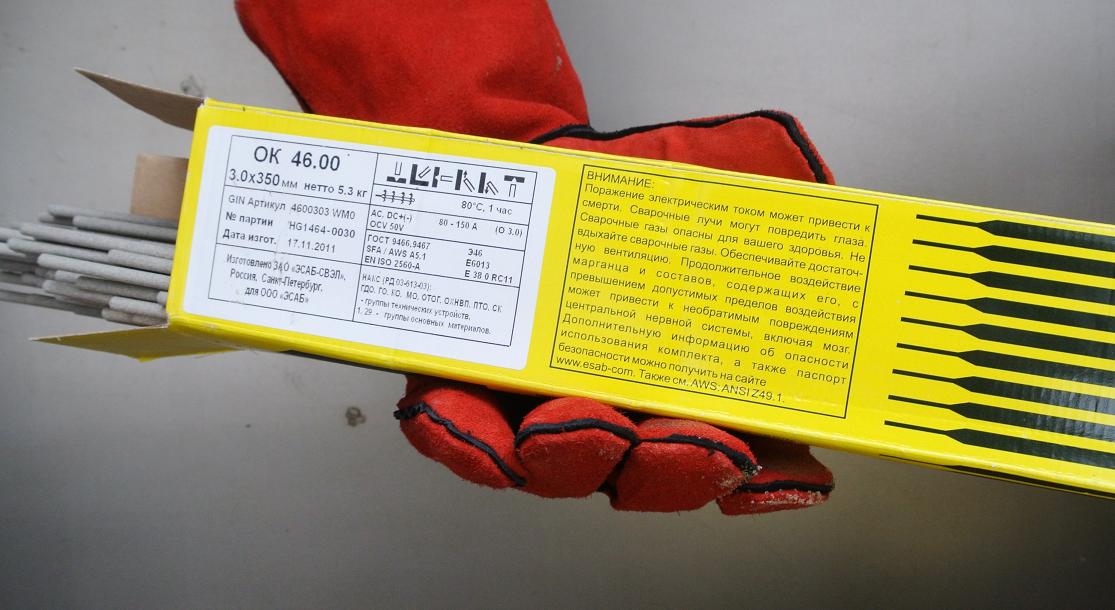 ОК 46.00
3.0x350мм нетто 5.3 кг
GIN Артикул 4600303 WM0
№ партии HG1464-0030
Дата изгот. 17.11.2011
Изготовлено ЗАО «ЭСАБ-СВЭЛ»,
Россия, Санкт-Петербург,
для ООО «ЭСАБ»
80°C, 1 час
AC, DC+(-)
OCV 50V
80 - 150 A (O 3.0)
ГОСТ 9466,9467 Э46
SFA / AWS A5.1 E6013
EN ISO 2560-A E 38 0 RC11
НАКС (РД 03-613-03):
ГДО, ГО, КО, МО, ОТОГ, ОХНВП, ПТО, СК
- группы технических устройств.
1, 29 - группы основных материалов.
ВНИМАНИЕ:
Поражение электрическим током может привести к
смерти. Сварочные лучи могут повредить глаза.
Сварочные газы опасны для вашего здоровья. Не
вдыхайте сварочные газы. Обеспечивайте достаточ-
ную вентиляцию. Продолжительное воздействие
марганца и составов, содержащих его, с
превышением допустимых пределов воздействия
может привести к необратимым повреждениям
центральной нервной системы, включая мозг.
Дополнительную информацию об опасности
использования комплекта, а также паспорт
безопасности можно получить на сайте
www.esab-com. Также см. AWS: ANSI Z49.1.